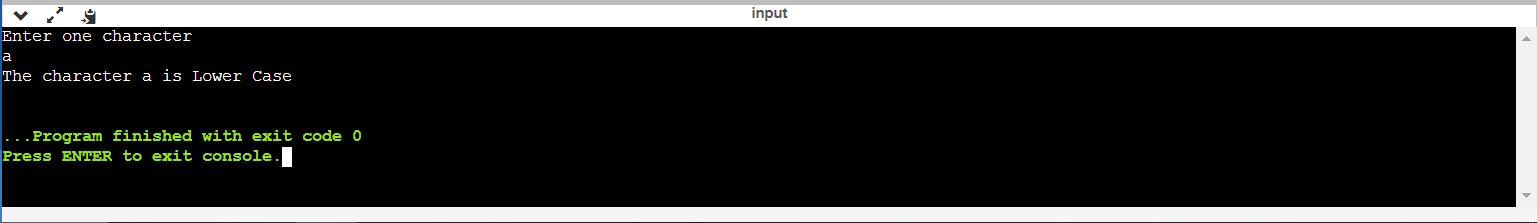 input
Enter one character
a
The character a is Lower Case
...Program finished with exit code 0
Press ENTER to exit console.